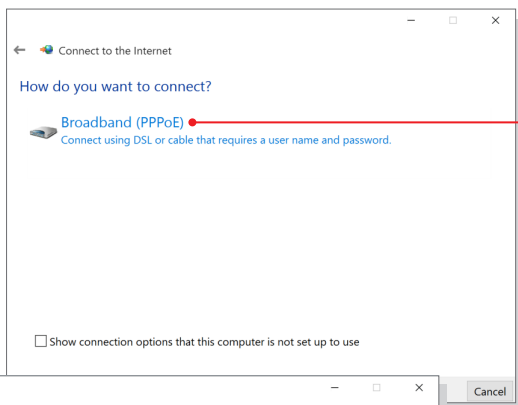 Connect to the Internet
How do you want to connect?
Broadband (PPPoE)
Connect using DSL or cable that requires a user name and password.
Show connection options that this computer is not set up to use
Cancel